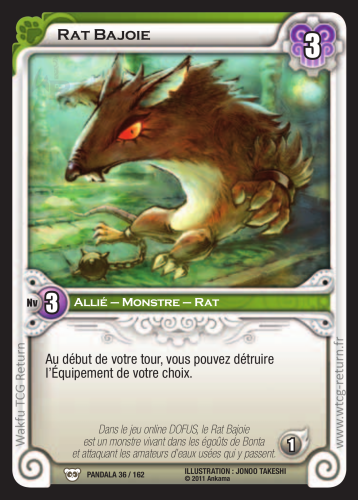 Rat Bajoie
3
Nv 3
Allié – Monstre – Rat
Au début de votre tour, vous pouvez détruire
l'Équipement de votre choix.
Dans le jeu online DOFUS, le Rat Bajoie
est un monstre vivant dans les égoûts de Bonta
et attaquant les amateurs d'eaux usées qui y passent.
1
PANDALA 36 / 162
ILLUSTRATION : JONOO TAKESHI
© 2011 Ankama
Wakfu TCG Return
www.wtcg-return.fr